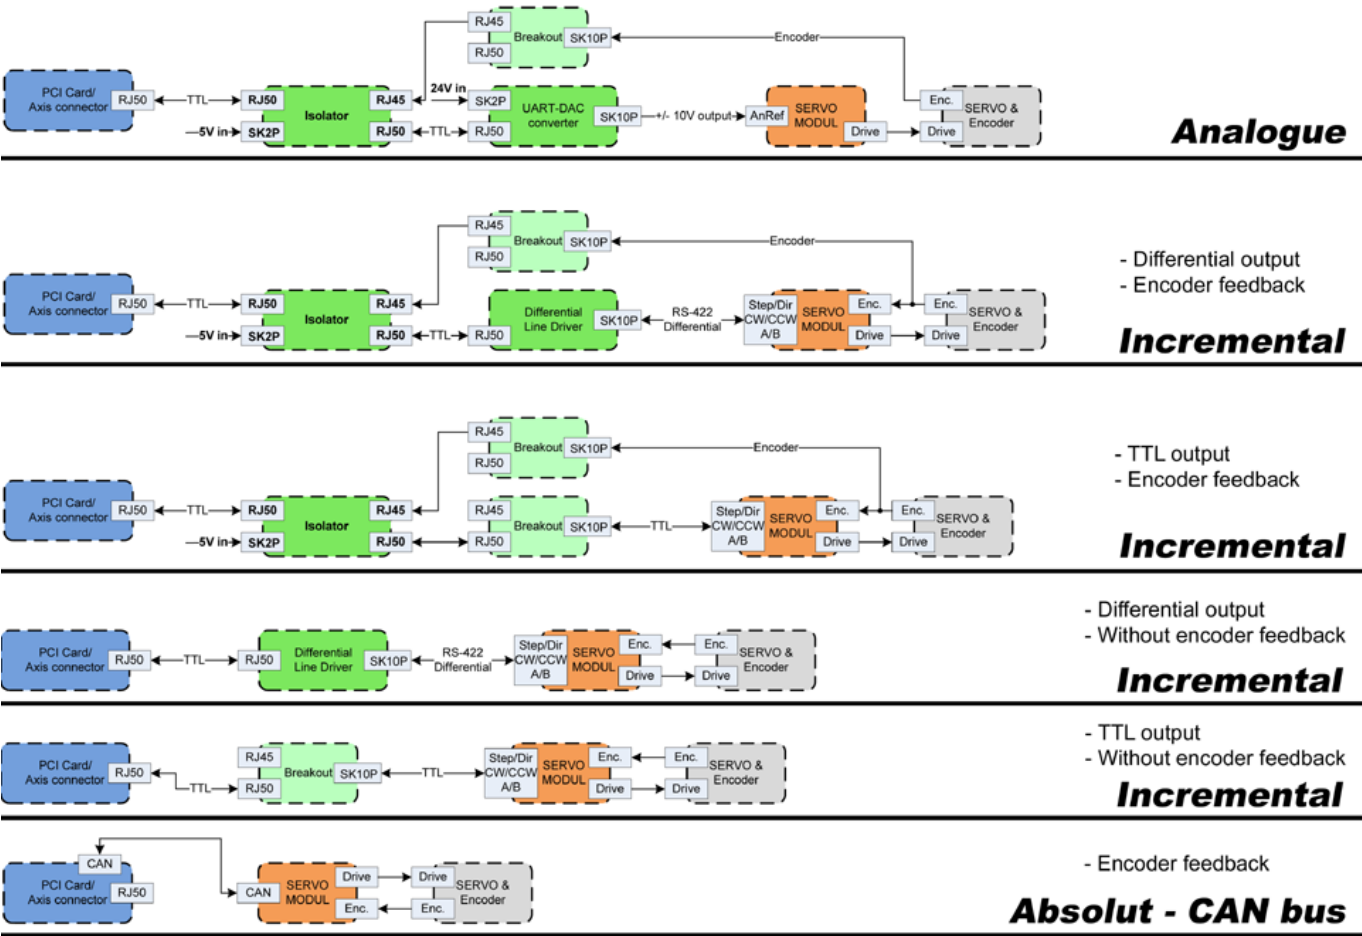 RJ45
Breakout
SK10P
Encoder
RJ50
PCI Card/
Axis connector
RJ50
TTL
RJ50
Isolator
RJ45
24V in
SK2P
UART-DAC
converter
SK10P
+/- 10V output
AnRef
SERVO
MODUL
Drive
Enc.
SERVO &
Encoder
Drive
5V in
SK2P
RJ50
TTL
RJ50
Analogue
RJ45
Breakout
SK10P
Encoder
RJ50
PCI Card/
Axis connector
RJ50
TTL
RJ50
Isolator
RJ45
5V in
SK2P
RJ50
TTL
RJ50
Differential
Line Driver
SK10P
RS-422
Differential
Step/Dir
CW/CCW
A/B
SERVO
MODUL
Enc.
Drive
Enc.
Drive
SERVO &
Encoder
- Differential output
- Encoder feedback
Incremental
RJ45
Breakout
SK10P
Encoder
RJ50
PCI Card/
Axis connector
RJ50
TTL
RJ50
Isolator
RJ45
5V in
SK2P
RJ50
RJ45
RJ50
Breakout
SK10P
TTL
Step/Dir
CW/CCW
A/B
SERVO
MODUL
Enc.
Drive
Enc.
Drive
SERVO &
Encoder
- TTL output
- Encoder feedback
Incremental
PCI Card/
Axis connector
RJ50
TTL
RJ50
Differential
Line Driver
SK10P
RS-422
Differential
Step/Dir
CW/CCW
A/B
SERVO
MODUL
Enc.
Drive
Enc.
Drive
SERVO &
Encoder
- Differential output
- Without encoder feedback
Incremental
PCI Card/
Axis connector
RJ50
TTL
RJ45
RJ50
Breakout
SK10P
TTL
Step/Dir
CW/CCW
A/B
SERVO
MODUL
Enc.
Drive
Enc.
Drive
SERVO &
Encoder
- TTL output
- Without encoder feedback
Incremental
CAN
PCI Card/
Axis connector
RJ50
CAN
SERVO
MODUL
Drive
Enc.
Drive
Enc.
SERVO &
Encoder
- Encoder feedback
Absolut - CAN bus